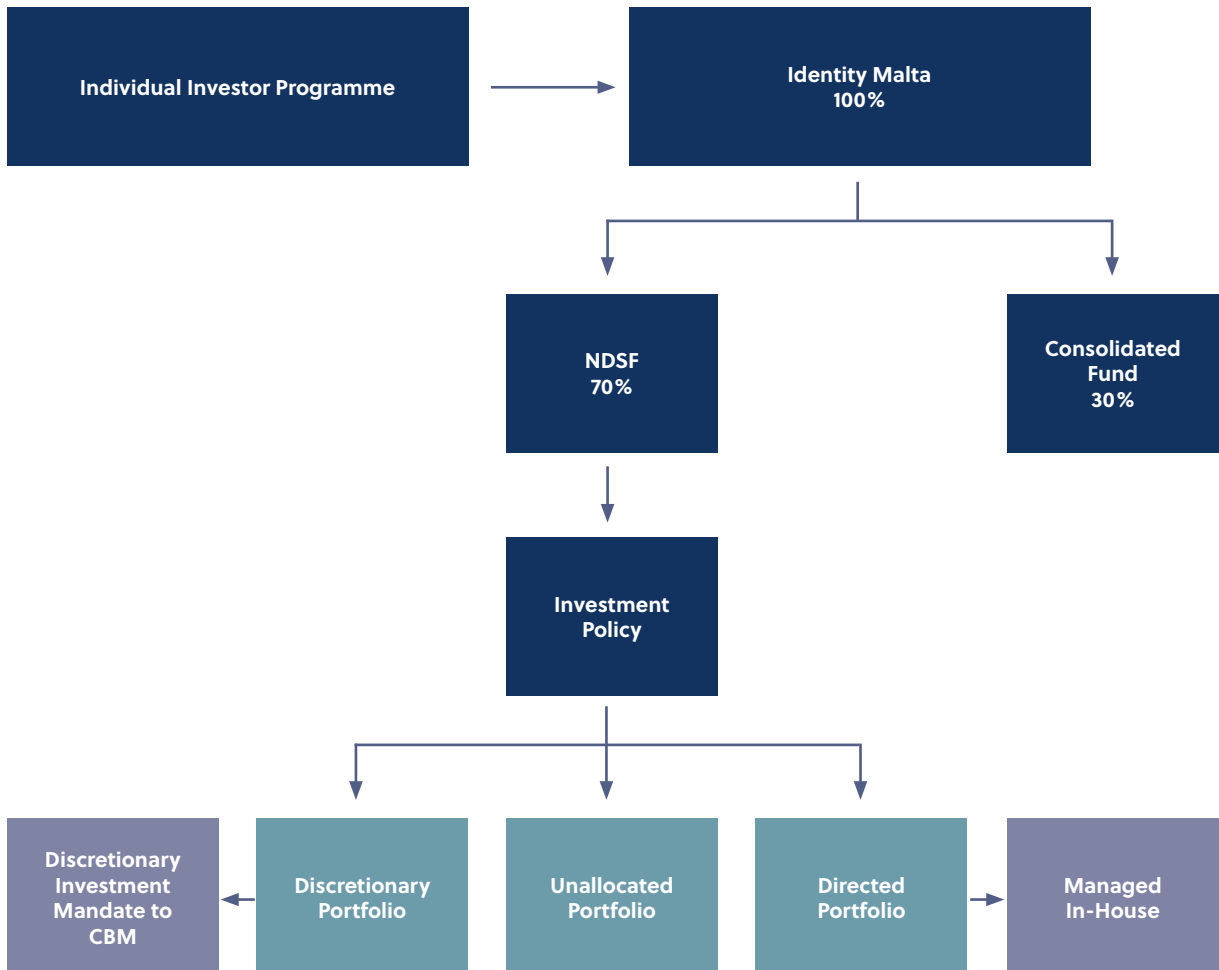 Individual Investor Programme
Identity Malta
100%
NDSF
70%
Consolidated
Fund
30%
Investment
Policy
Discretionary
Investment
Mandate to
CBM
Discretionary
Portfolio
Unallocated
Portfolio
Directed
Portfolio
Managed
In-House